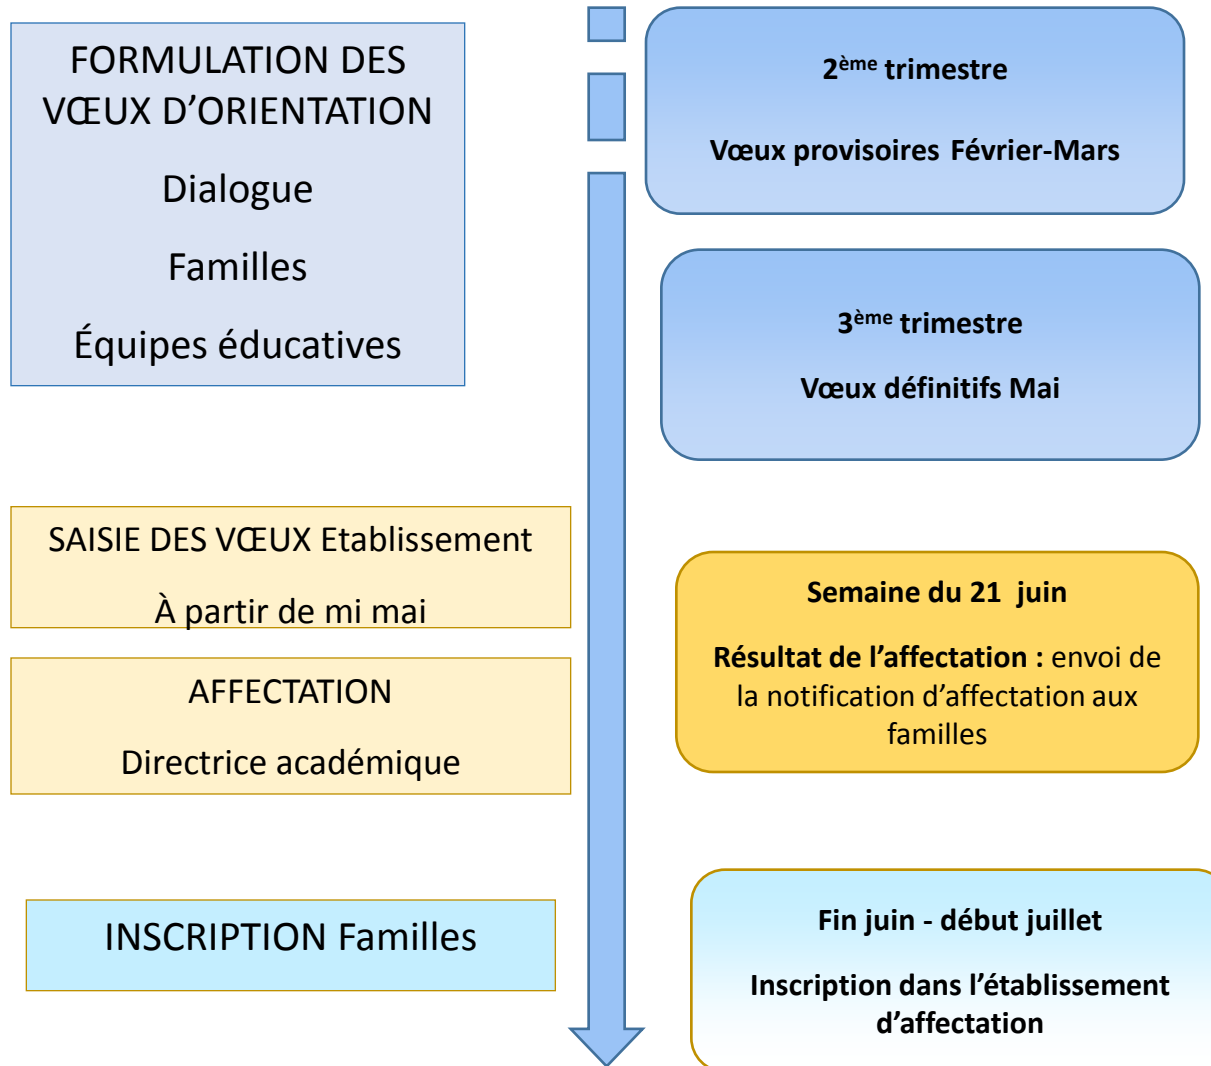 FORMULATION DES
VŒUX D’ORIENTATION
Dialogue
Familles
Équipes éducatives
2ème trimestre
Vœux provisoires Février-Mars
3ème trimestre
Vœux définitifs Mai
SAISIE DES VŒUX Etablissement
À partir de mi mai
AFFECTATION
Directrice académique
Semaine du 21 juin
Résultat de l’affectation : envoi de
la notification d’affectation aux
familles
INSCRIPTION Familles
Fin juin - début juillet
Inscription dans l’établissement
d’affectation